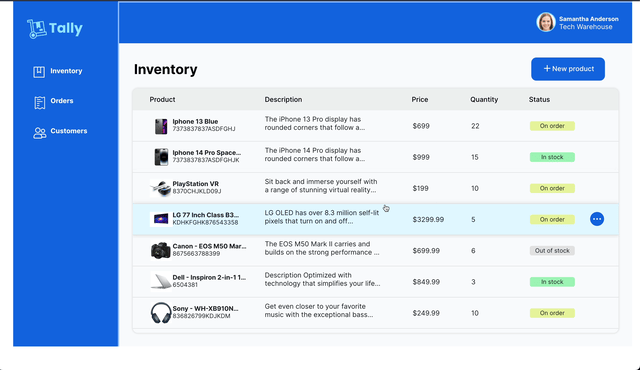 Tally
Samantha Anderson
Tech Warehouse
Inventory
Orders
Customers
Inventory
+ New product
Product Description Price Quantity Status
Iphone 13 Blue
7373837837ASDFGHJ
The iPhone 13 Pro display has
rounded corners that follow a...
$699 22 On order
Iphone 14 Pro Space...
7373837837ASDFGHJK
The iPhone 14 Pro display has
rounded corners that follow a...
$999 15 In stock
PlayStation VR
8370CHJKLD09J
Sit back and immerse yourself with
a range of stunning virtual reality...
$199 10 On order
LG 77 Inch Class B3...
KDHKFGHK876543358
LG OLED has over 8.3 million self-lit
pixels that turn on and off...
$3299.99 5 On order
Canon - EOS M50 Mar...
8675663788399
The EOS M50 Mark II carries and
builds on the strong performance ...
$699.99 6 Out of stock
Dell - Inspiron 2-in-1 1...
6504381
Description Optimized with
technology that simplifies your life...
$849.99 3 In stock
Sony - WH-XB910N...
836826799KDJKDM
Get even closer to your favorite
music with the exceptional bass...
$249.99 10 On order